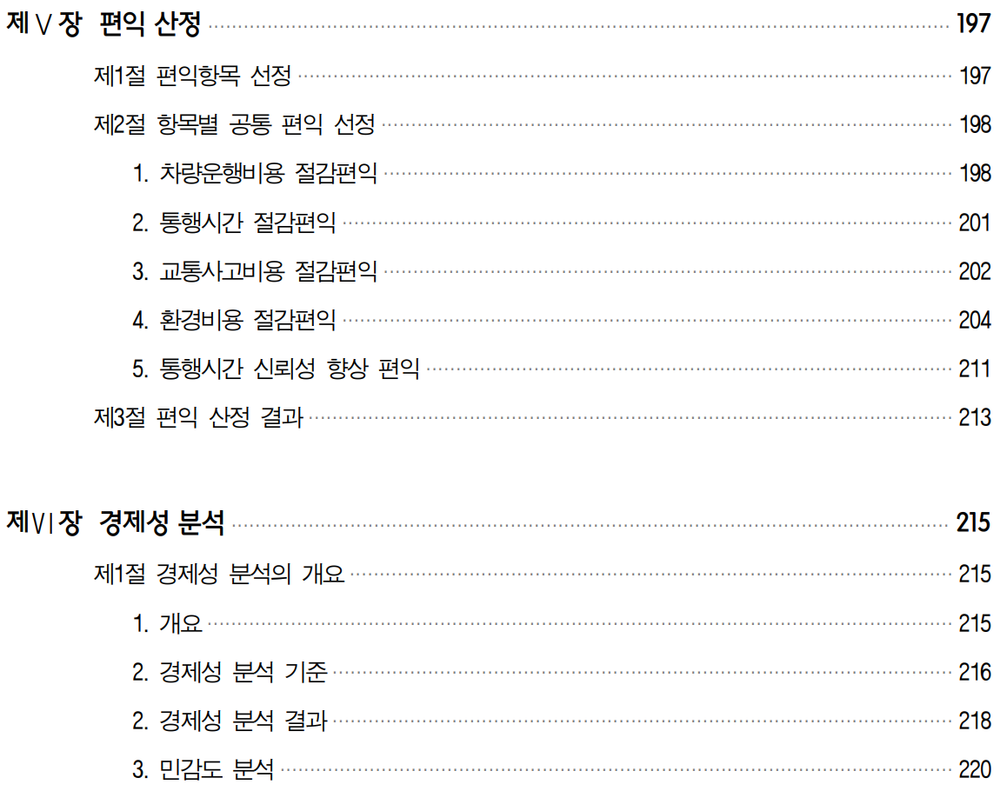 제Ⅴ장 편익 산정 197
제1절 편익항목 선정 197
제2절 항목별 공통 편익 선정 198
1. 차량운행비용 절감편익 198
2. 통행시간 절감편익 201
3. 교통사고비용 절감편익 202
4. 환경비용 절감편익 204
5. 통행시간 신뢰성 향상 편익 211
제3절 편익 산정 결과 213
제Ⅵ장 경제성 분석 215
제1절 경제성 분석의 개요 215
1. 개요 215
2. 경제성 분석 기준 216
2. 경제성 분석 결과 218
3. 민감도 분석 220